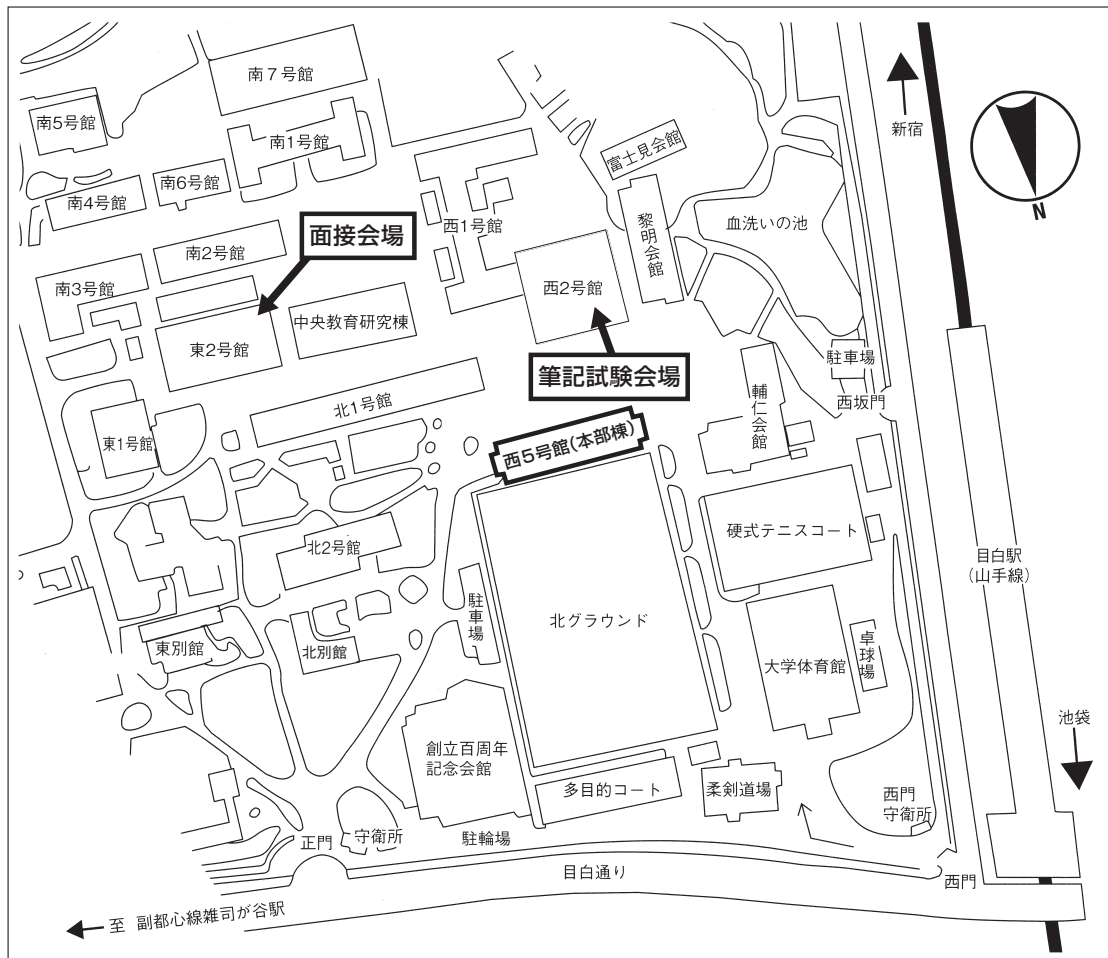 南7号館
南5号館
南1号館
新宿
富士見会館
南6号館
南4号館
N
西1号館
黎明会館
血洗いの池
面接会場
南2号館
南3号館
西2号館
中央教育研究棟
東2号館
駐車場
筆記試験会場
西坂門
北1号館
輔仁会館
東1号館
西5号館(本部棟)
硬式テニスコート
北2号館
目白駅
(山手線)
駐車場
北グラウンド
東別館
北別館
大学体育館
卓球場
池袋
創立百周年
記念会館
多目的コート
柔剣道場
西門
守衛所
正門
守衛所
駐輪場
目白通り
西門
至 副都心線雑司が谷駅